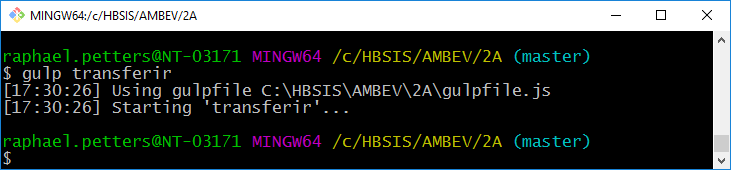 MINGW64:/c/HBSIS/AMBEV/2A
raphael.petters@NT-03171 MINGW64 /c/HBSIS/AMBEV/2A (master)
$ gulp transferir
[17:30:26] Using gulpfile C:\HBSIS\AMBEV\2A\gulpfile.js
[17:30:26] Starting 'transferir'...
raphael.petters@NT-03171 MINGW64 /c/HBSIS/AMBEV/2A (master)
$